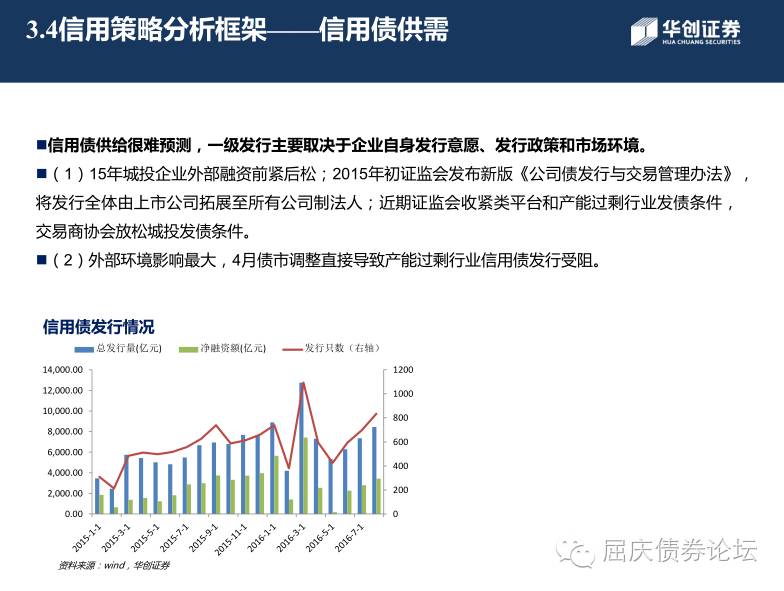 3.4信用策略分析框架——信用债供需
华创证券
HUA CHUANG SECURITIES
■信用债供给很难预测，一级发行主要取决于企业自身发行意愿、发行政策和市场环境。
■（1）15年城投企业外部融资前紧后松；2015年初证监会发布新版《公司债发行与交易管理办法》，
将发行全体由上市公司拓展至所有公司制法人；近期证监会收紧类平台和产能过剩行业发债条件，
交易商协会放松城投发债条件。
■（2）外部环境影响最大，4月债市调整直接导致产能过剩行业信用债发行受阻。
信用债发行情况
总发行量(亿元) 净融资额(亿元) 发行只数（右轴）
14,000.00 1200
12,000.00 1000
10,000.00 800
8,000.00 600
6,000.00 400
4,000.00 200
2,000.00 0
0.00
2015-1-1 2015-3-1 2015-5-1 2015-7-1 2015-9-1 2015-11-1 2016-1-1 2016-3-1 2016-5-1 2016-7-1
资料来源：wind，华创证券
屈庆债券论坛